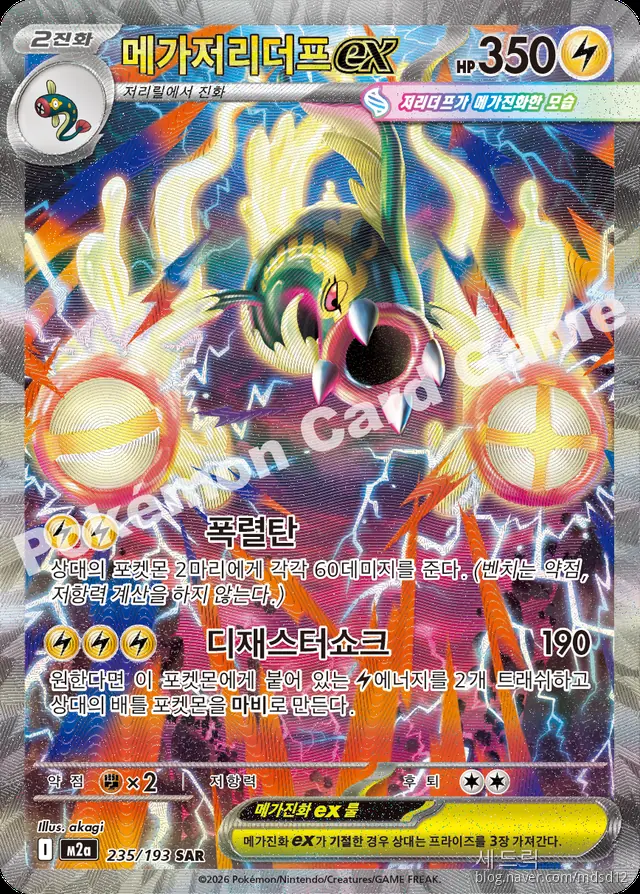 2진화
메가저리더프ex
HP 350
저리릴에서 진화
저리더프가 메가진화한 모습
Pokémon Card Game
폭렬탄
상대의 포켓몬 2마리에게 각각 60데미지를 준다. (벤치는 약점,
저항력 계산을 하지 않는다.)
디재스터쇼크 190
원한다면 이 포켓몬에게 붙어 있는 에너지를 2개 트래쉬하고
상대의 배틀 포켓몬을 마비로 만든다.
약점 ×2 저항력 후퇴
메가진화 ex 룰
메가진화 ex가 기절한 경우 상대는 프라이즈를 3장 가져간다.
Illus. akagi
I m2a 235/193 SAR
©2026 Pokémon/Nintendo/Creatures/GAME FREAK.
세드릭
blog.naver.com/mdsd12